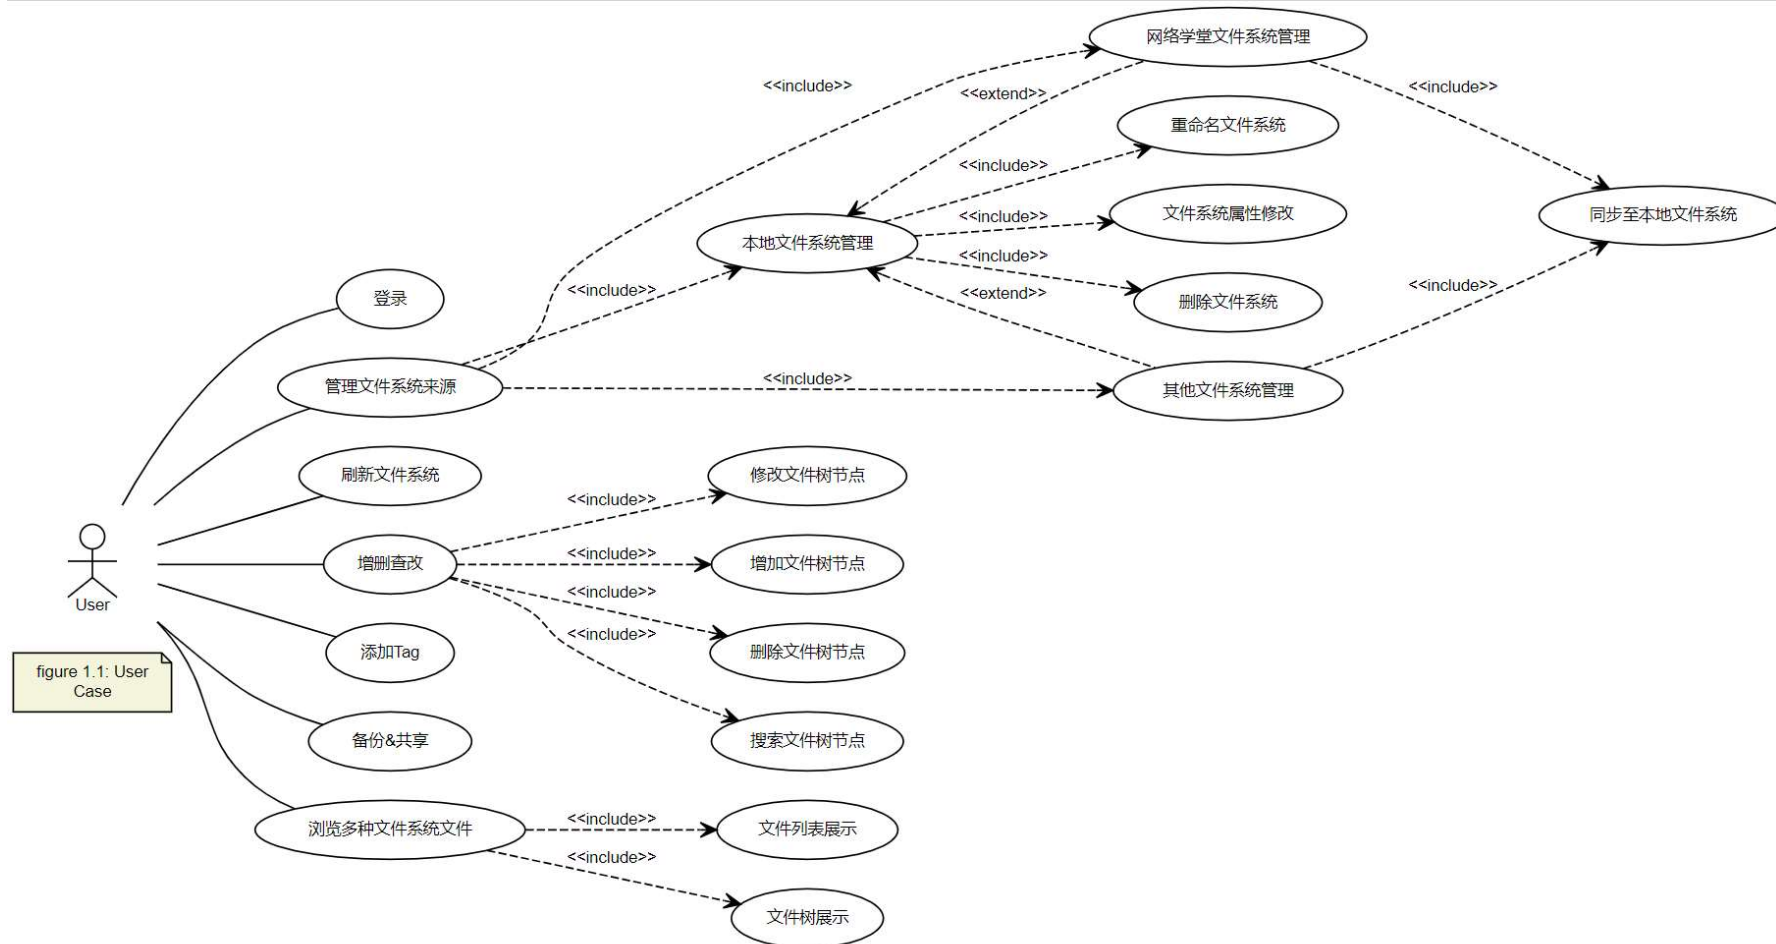 网络学堂文件系统管理
<<include>>
<<extend>>
<<include>>
重命名文件系统
<<include>>
文件系统属性修改
<<include>>
同步至本地文件系统
本地文件系统管理
<<include>>
<<include>>
<<extend>>
<<include>>
登录
删除文件系统
管理文件系统来源
<<include>>
其他文件系统管理
刷新文件系统
<<include>>
修改文件树节点
增删查改
<<include>>
增加文件树节点
<<include>>
User
<<include>>
添加Tag
删除文件树节点
figure 1.1: User
Case
备份&共享
搜索文件树节点
浏览多种文件系统文件
<<include>>
文件列表展示
<<include>>
文件树展示